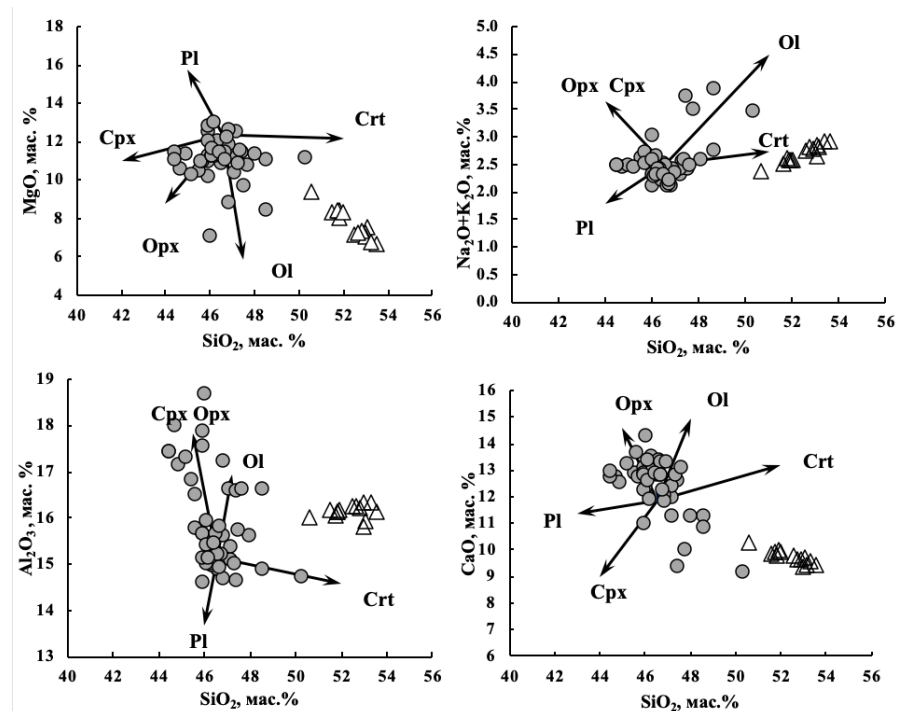 18
16
14
12
10
8
6
4
40 42 44 46 48 50 52 54 56
MgO, мас. %
SiO₂, мас. %
Pl
Crt
Cpx
Opx
Ol
5.0
4.5
4.0
3.5
3.0
2.5
2.0
1.5
1.0
0.5
0.0
40 42 44 46 48 50 52 54 56
Na₂O+K₂O, мас.%
SiO₂, мас. %
Ol
Opx Cpx
Crt
Pl
19
18
17
16
15
14
13
40 42 44 46 48 50 52 54 56
Al₂O₃, мас. %
SiO₂, мас.%
Cpx Opx
Ol
Crt
Pl
16
15
14
13
12
11
10
9
8
7
6
40 42 44 46 48 50 52 54 56
CaO, мас. %
SiO₂, мас.%
Opx
Ol
Crt
Pl
Cpx